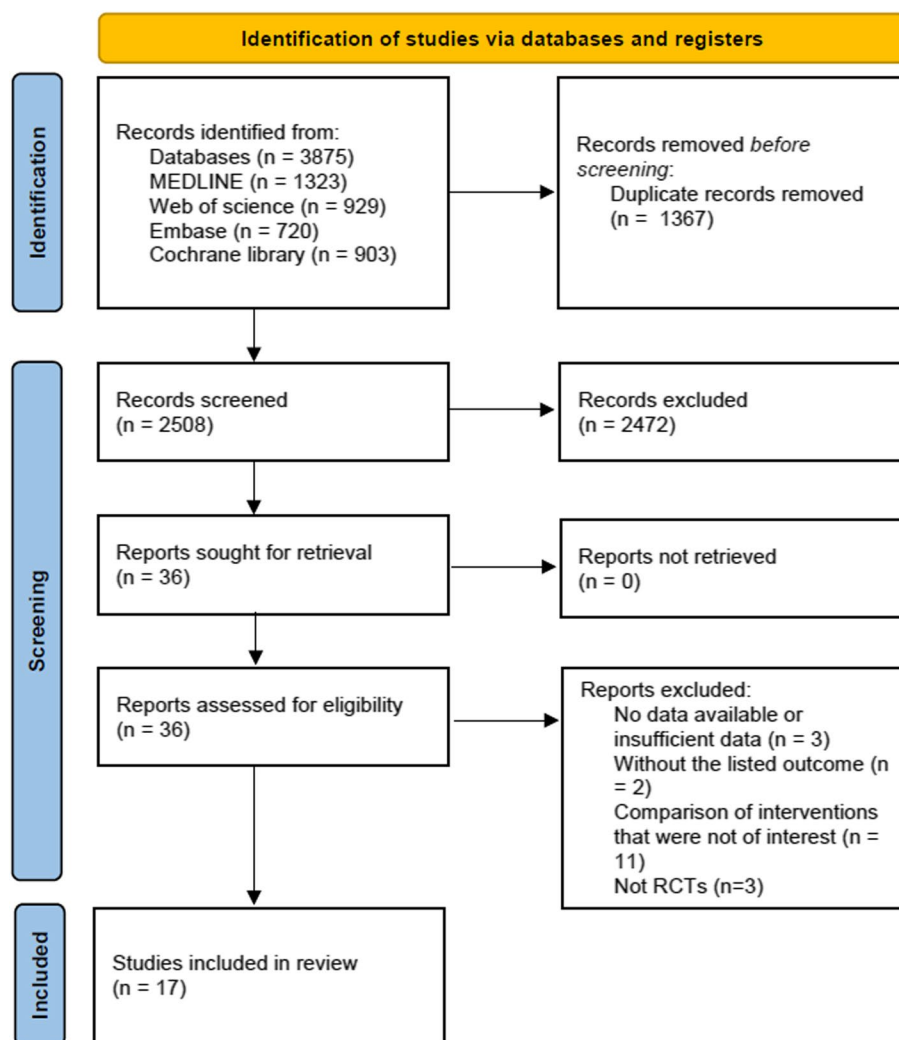 Identification of studies via databases and registers
Identification
Records identified from:
Databases (n = 3875)
MEDLINE (n = 1323)
Web of science (n = 929)
Embase (n = 720)
Cochrane library (n = 903)
Records removed before
screening:
Duplicate records removed
(n = 1367)
Screening
Records screened
(n = 2508)
Records excluded
(n = 2472)
Reports sought for retrieval
(n = 36)
Reports not retrieved
(n = 0)
Reports assessed for eligibility
(n = 36)
Reports excluded:
No data available or
insufficient data (n = 3)
Without the listed outcome (n
= 2)
Comparison of interventions
that were not of interest (n =
11)
Not RCTs (n=3)
Included
Studies included in review
(n = 17)